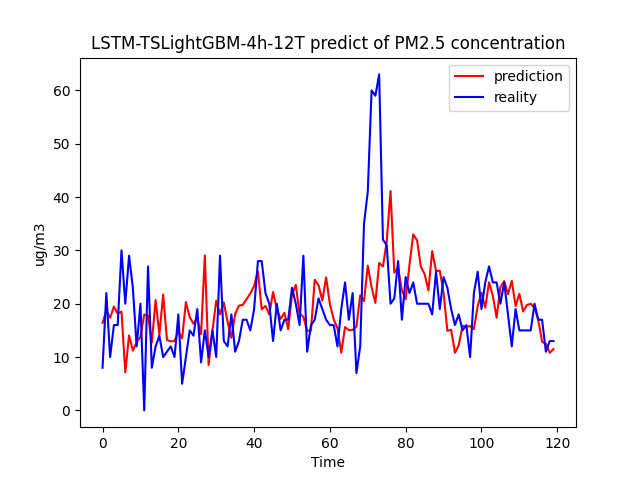 LSTM-TSLightGBM-4h-12T predict of PM2.5 concentration
prediction
reality
60
50
40
30
20
10
0
ug/m3
0 20 40 60 80 100 120
Time